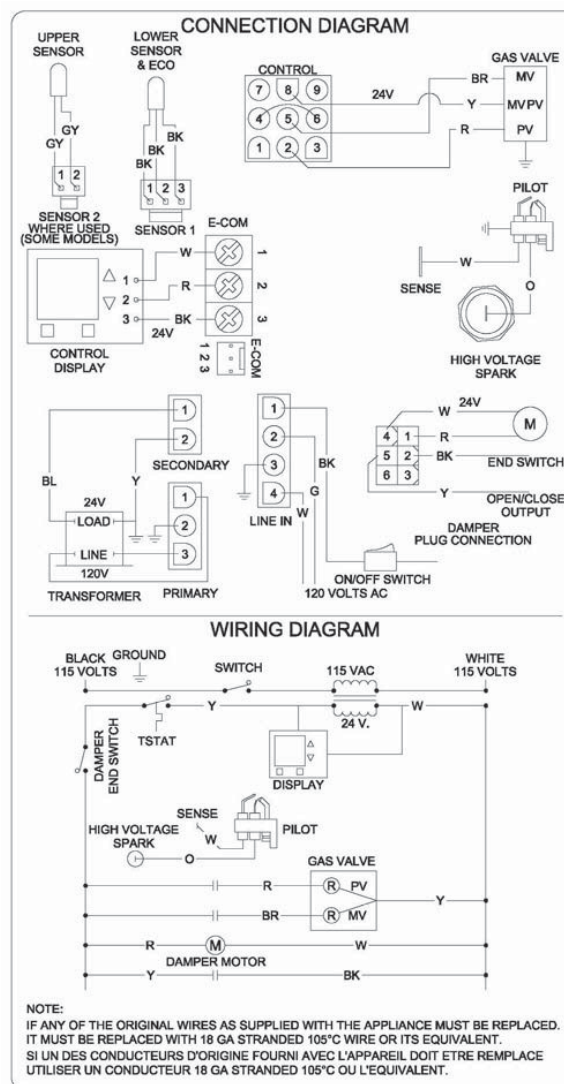 CONNECTION DIAGRAM
UPPER
SENSOR
LOWER
SENSOR
& ECO
GY
GY
BK
BK
BK
1 2
1 2 3
SENSOR 2
WHERE USED
(SOME MODELS)
SENSOR 1
CONTROL
7 8 9
4 5 6
1 2 3
24V
BR
Y
R
GAS VALVE
MV
MVPV
PV
PILOT
W
SENSE
O
HIGH VOLTAGE
SPARK
E-COM
1
2
3
W
R
BK
1
2
3
24V
CONTROL
DISPLAY
1
2
3
E-COM
1
2
SECONDARY
BL
Y
24V
LOAD
LINE
120V
TRANSFORMER
1
2
3
PRIMARY
1
2
3
4
LINE IN
BK
G
W
ON/OFF SWITCH
120 VOLTS AC
24V
W
M
4 1
R
5 2
BK
END SWITCH
6 3
Y
OPEN/CLOSE
OUTPUT
DAMPER
PLUG CONNECTION
WIRING DIAGRAM
BLACK
115 VOLTS
GROUND
SWITCH
115 VAC
WHITE
115 VOLTS
Y
24 V.
W
TSTAT
DAMPER
END SWITCH
DISPLAY
SENSE
W
PILOT
HIGH VOLTAGE
SPARK
O
GAS VALVE
R
R PV
Y
BR
R MV
R
M
W
DAMPER MOTOR
Y
BK
NOTE:
IF ANY OF THE ORIGINAL WIRES AS SUPPLIED WITH THE APPLIANCE MUST BE REPLACED.
IT MUST BE REPLACED WITH 18 GA STRANDED 105°C WIRE OR ITS EQUIVALENT.
SI UN DES CONDUCTEURS D'ORIGINE FOURNI AVEC L'APPAREIL DOIT ETRE REMPLACE
UTILISER UN CONDUCTEUR 18 GA STRANDED 105°C OU L'EQUIVALENT.